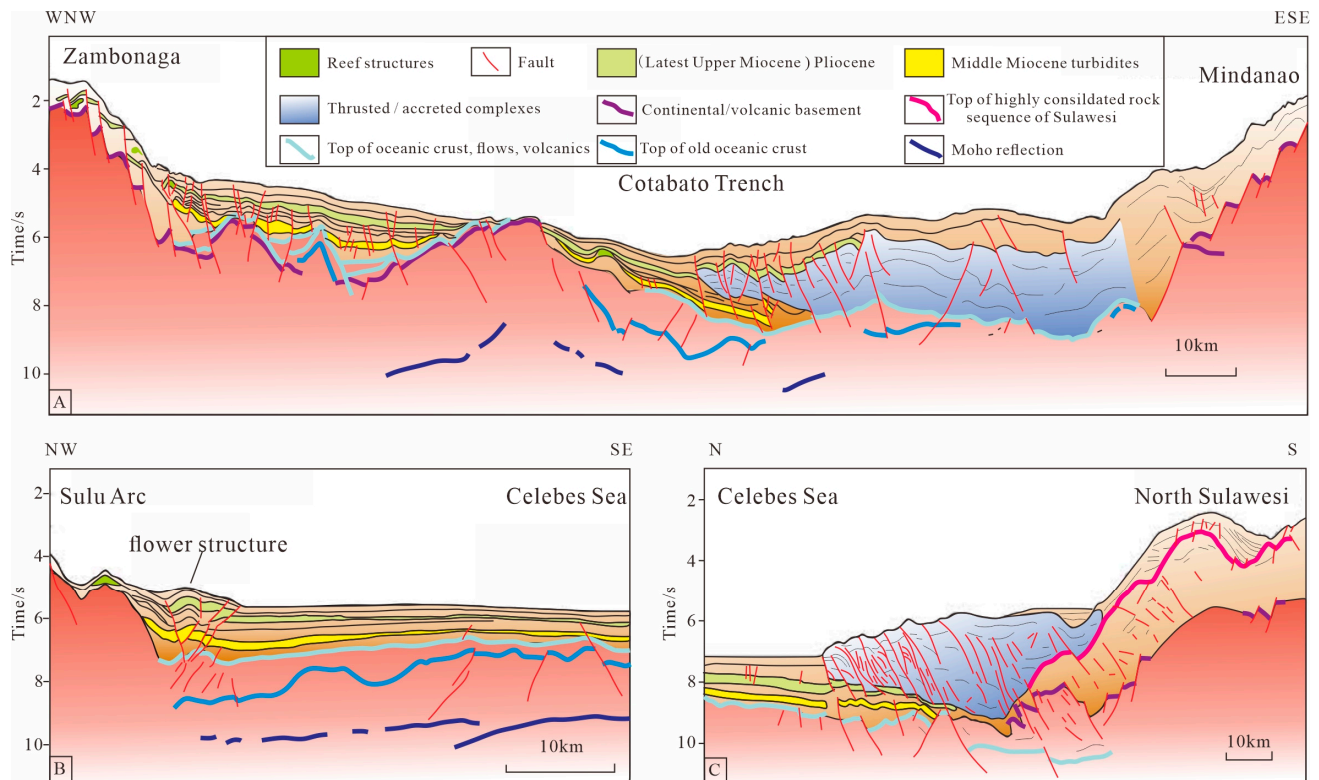 WNW ESE
Zambonaga
Reef structures
Fault
(Latest Upper Miocene ) Pliocene
Middle Miocene turbidites
Mindanao
Thrusted / accreted complexes
Continental/volcanic basement
Top of highly consildated rock
sequence of Sulawesi
Top of oceanic crust, flows, volcanics
Top of old oceanic crust
Moho reflection
Cotabato Trench
Time/s
2
4
6
8
10
10km
A
NW SE
Sulu Arc
Celebes Sea
flower structure
Time/s
2
4
6
8
10
10km
B
N S
Celebes Sea
North Sulawesi
Time/s
2
4
6
8
10
10km
C